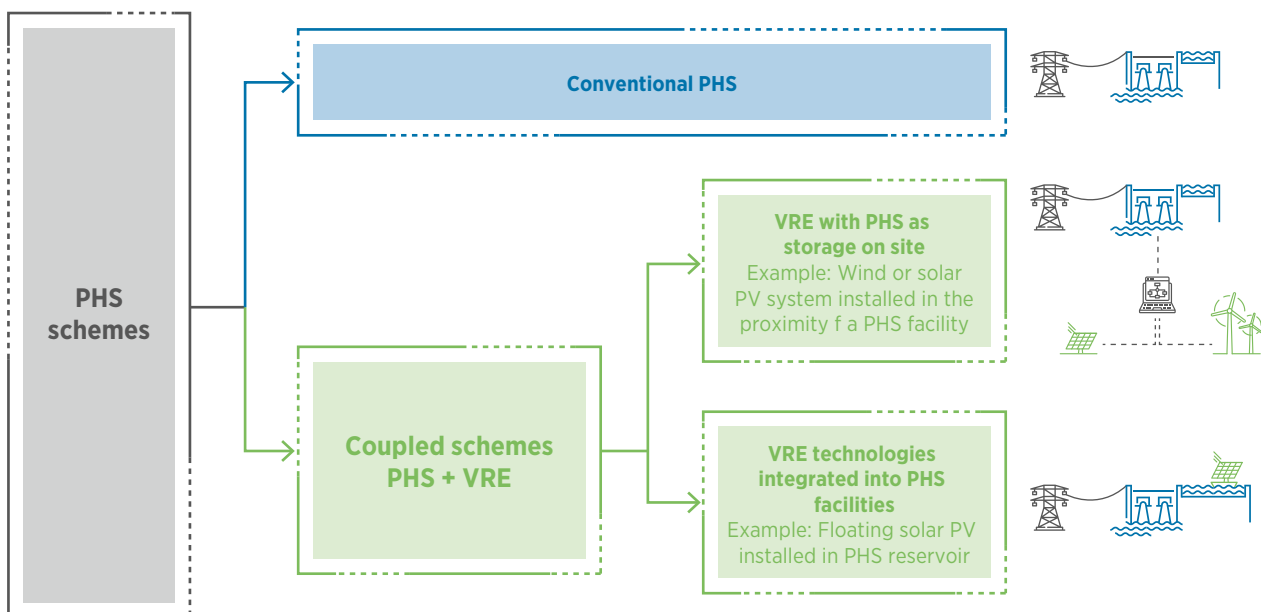 PHS
schemes
Conventional PHS
Coupled schemes
PHS + VRE
VRE with PHS as
storage on site
Example: Wind or solar
PV system installed in the
proximity f a PHS facility
VRE technologies
integrated into PHS
facilities
Example: Floating solar PV
installed in PHS reservoir